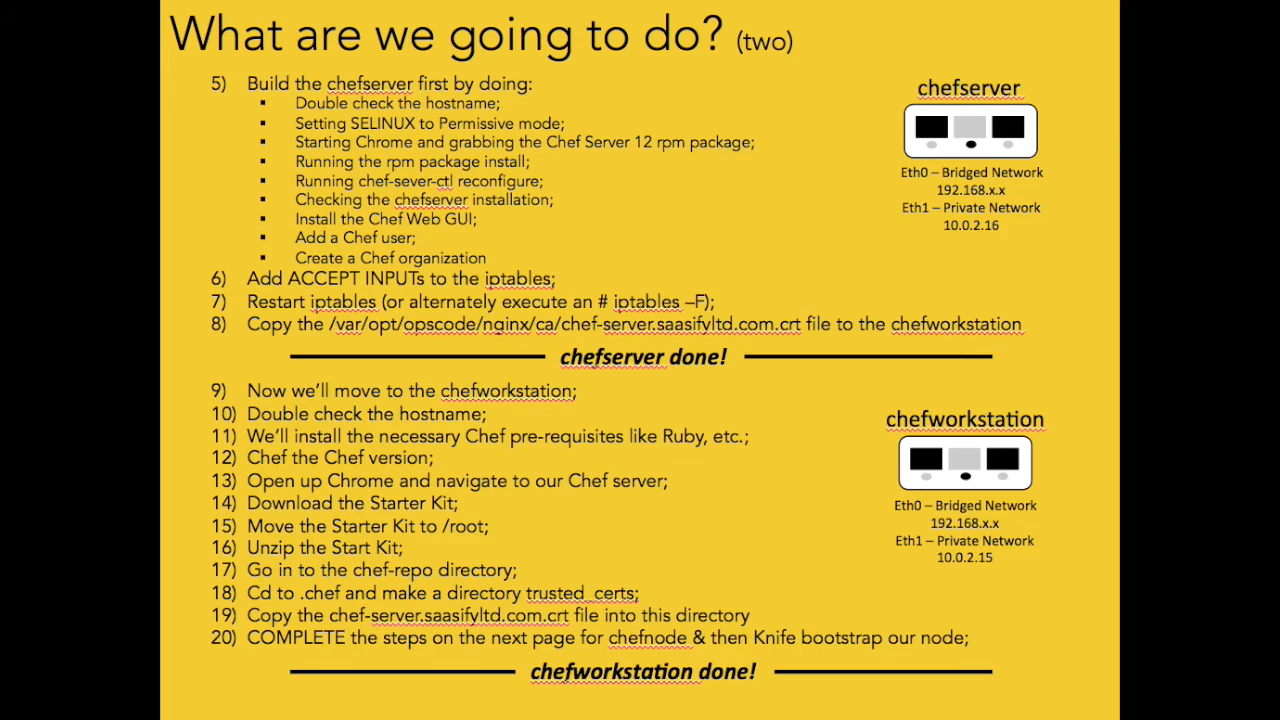 What are we going to do? (two)
5) Build the chefserver first by doing:
▪ Double check the hostname;
▪ Setting SELINUX to Permissive mode;
▪ Starting Chrome and grabbing the Chef Server 12 rpm package;
▪ Running the rpm package install;
▪ Running chef-sever-ctl reconfigure;
▪ Checking the chefserver installation;
▪ Install the Chef Web GUI;
▪ Add a Chef user;
▪ Create a Chef organization
6) Add ACCEPT INPUTs to the iptables;
7) Restart iptables (or alternately execute an # iptables –F);
8) Copy the /var/opt/opscode/nginx/ca/chef-server.saasifyltd.com.crt file to the chefworkstation
chefserver
Eth0 – Bridged Network
192.168.x.x
Eth1 – Private Network
10.0.2.16
chefserver done!
9) Now we'll move to the chefworkstation;
10) Double check the hostname;
11) We'll install the necessary Chef pre-requisites like Ruby, etc.;
12) Chef the Chef version;
13) Open up Chrome and navigate to our Chef server;
14) Download the Starter Kit;
15) Move the Starter Kit to /root;
16) Unzip the Start Kit;
17) Go in to the chef-repo directory;
18) Cd to .chef and make a directory trusted_certs;
19) Copy the chef-server.saasifyltd.com.crt file into this directory
20) COMPLETE the steps on the next page for chefnode & then Knife bootstrap our node;
chefworkstation
Eth0 – Bridged Network
192.168.x.x
Eth1 – Private Network
10.0.2.15
chefworkstation done!